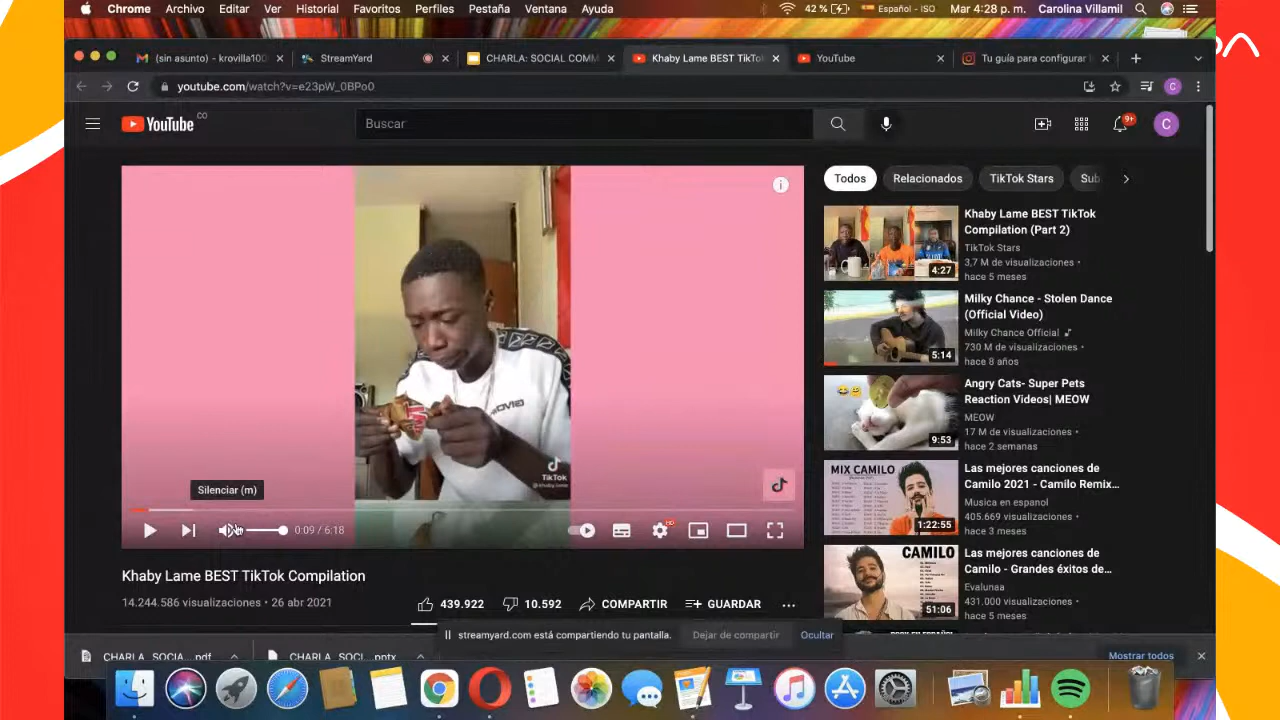 Chrome Archivo Editar Ver Historial Favoritos Perfiles Pestaña Ventana Ayuda 42 % Español - ISO Mar 4:28 p. m. Carolina Villamil
(sin asunto) - krovilla100 StreamYard CHARLA: SOCIAL COMM Khaby Lame BEST TikTo YouTube Tu guía para configurar
youtube.com/watch?v=e23pW_0BPo0 C
YouTube CO Buscar 9+ C
Todos Relacionados TikTok Stars Sub
Khaby Lame BEST TikTok
Compilation (Part 2)
TikTok Stars
3,7 M de visualizaciones •
hace 5 meses
4:27
Milky Chance - Stolen Dance
(Official Video)
Milky Chance Official
730 M de visualizaciones •
hace 8 años
5:14
Angry Cats- Super Pets
Reaction Videos| MEOW
MEOW
17 M de visualizaciones •
hace 2 semanas
9:53
MIX CAMILO
Las mejores canciones de
Camilo 2021 - Camilo Remix...
Musica en espanol
405.669 visualizaciones •
hace 3 meses
1:22:55
CAMILO
Las mejores canciones de
Camilo - Grandes éxitos de...
Evalunaa
431.000 visualizaciones •
hace 5 meses
51:06
TikTok
Silenciar (m)
0:09 / 6:18 HD
Khaby Lame BEST TikTok Compilation
14.244.586 visualizaciones • 26 abr 2021 439.922 10.592 COMPARTIR GUARDAR ...
streamyard.com está compartiendo tu pantalla. Dejar de compartir Ocultar
CHARLA_SOCIA....pdf CHARLA_SOCI....pptx Mostrar todos